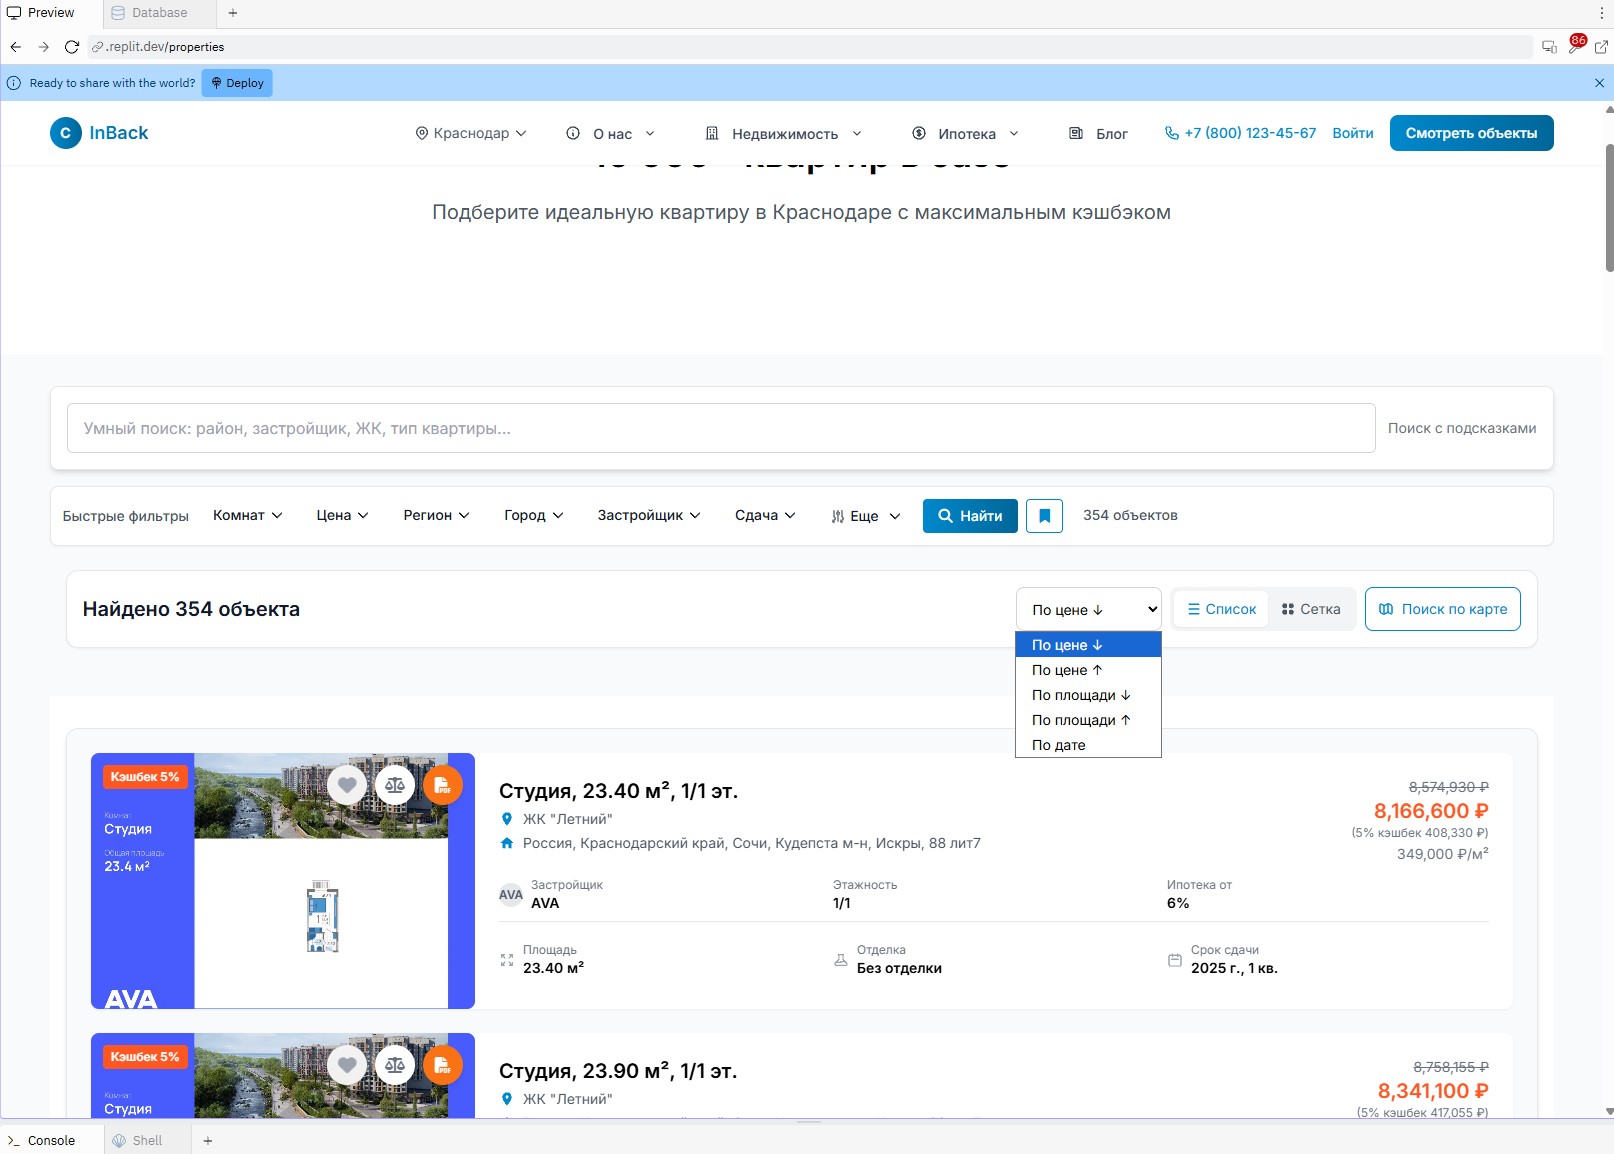 Preview
Database
.replit.dev/properties
86
Ready to share with the world?
Deploy
C
InBack
Краснодар
О нас
Недвижимость
Ипотека
Блог
+7 (800) 123-45-67
Войти
Смотреть объекты
Подберите идеальную квартиру в Краснодаре с максимальным кэшбэком
Умный поиск: район, застройщик, ЖК, тип квартиры...
Поиск с подсказками
Быстрые фильтры
Комнат
Цена
Регион
Город
Застройщик
Сдача
Еще
Найти
354 объектов
Найдено 354 объекта
По цене ↓
Список
Сетка
Поиск по карте
По цене ↓
По цене ↑
По площади ↓
По площади ↑
По дате
Кэшбек 5%
Комнат
Студия
Общая площадь
23.4 м²
AVA
PDF
Студия, 23.40 м², 1/1 эт.
ЖК "Летний"
Россия, Краснодарский край, Сочи, Кудепста м-н, Искры, 88 лит7
8,574,930 ₽
8,166,600 ₽
(5% кэшбек 408,330 ₽)
349,000 ₽/м²
AVA
Застройщик
AVA
Этажность
1/1
Ипотека от
6%
Площадь
23.40 м²
Отделка
Без отделки
Срок сдачи
2025 г., 1 кв.
Кэшбек 5%
Комнат
Студия
PDF
Студия, 23.90 м², 1/1 эт.
ЖК "Летний"
8,758,155 ₽
8,341,100 ₽
(5% кэшбек 417,055 ₽)
Console
Shell